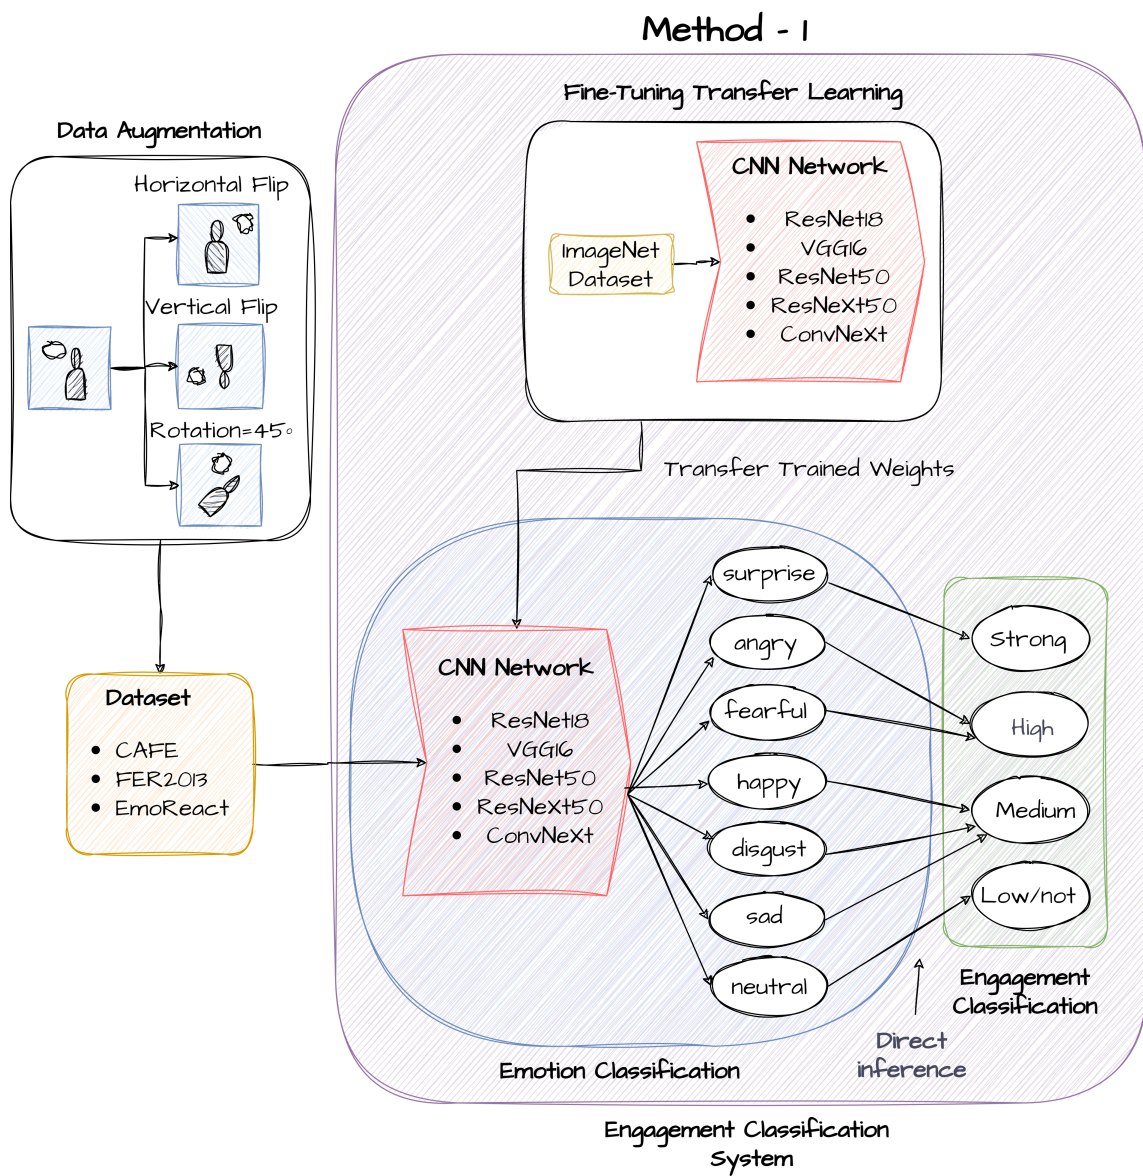 Method - 1
Fine-Tuning Transfer Learning
Data Augmentation
Horizontal Flip
Vertical Flip
Rotation=45°
ImageNet
Dataset
CNN Network
• ResNet18
• VGG16
• ResNet50
• ResNeXt50
• ConvNeXt
Transfer Trained Weights
Dataset
• CAFE
• FER2013
• EmoReact
CNN Network
• ResNet18
• VGG16
• ResNet50
• ResNeXt50
• ConvNeXt
surprise
angry
fearful
happy
disgust
sad
neutral
Strong
High
Medium
Low/not
Engagement
Classification
Direct
inference
Emotion Classification
Engagement Classification
System